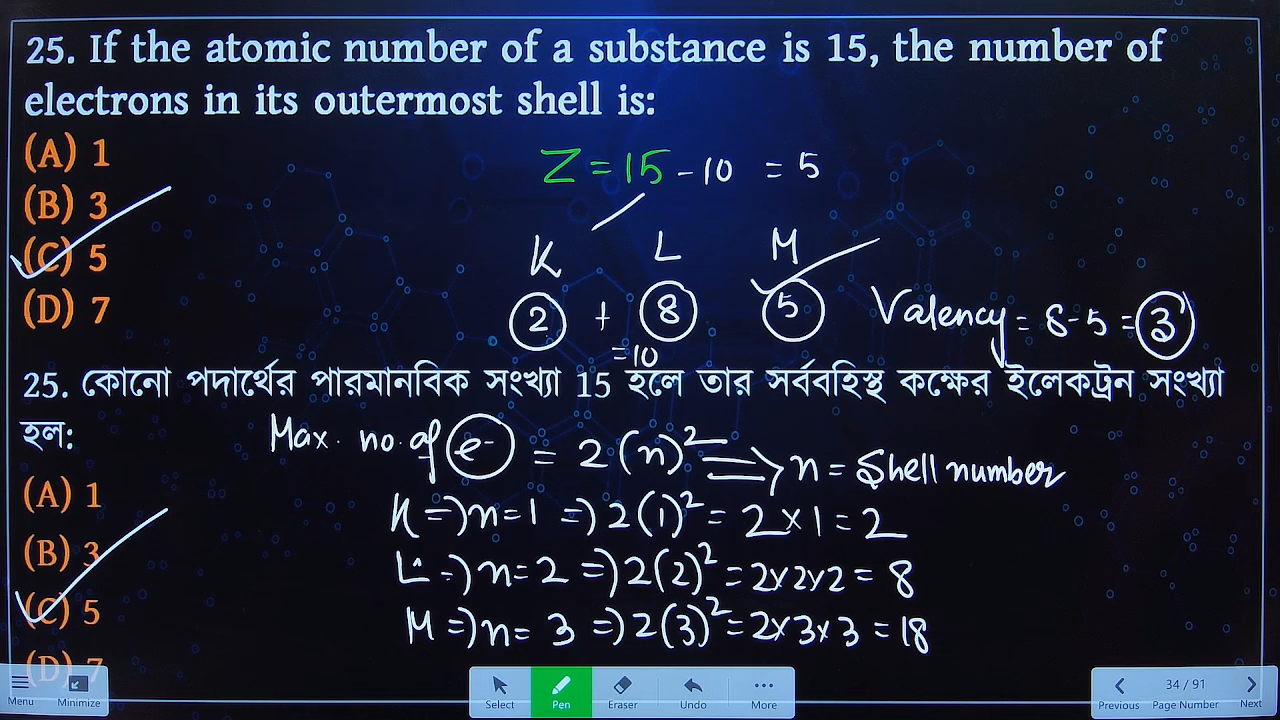 25. If the atomic number of a substance is 15, the number of
electrons in its outermost shell is:
(A) 1
(B) 3
(C) 5
(D) 7
Z = 15 - 10 = 5
K L M
2 + 8 5
= 10
Valency = 8 - 5 = 3
25. কোনো পদার্থের পারমানবিক সংখ্যা 15 হলে তার সর্ববহিস্থ কক্ষের ইলেকট্রন সংখ্যা
হল:
(A) 1
(B) 3
(C) 5
(D) 7
Max. no. of e⁻ = 2(n)² => n = Shell number
K => n = 1 => 2(1)² = 2 × 1 = 2
L => n = 2 => 2(2)² = 2×2×2 = 8
M => n = 3 => 2(3)² = 2×3×3 = 18
Menu Minimize Select Pen Eraser Undo More Previous 34 / 91 Page Number Next